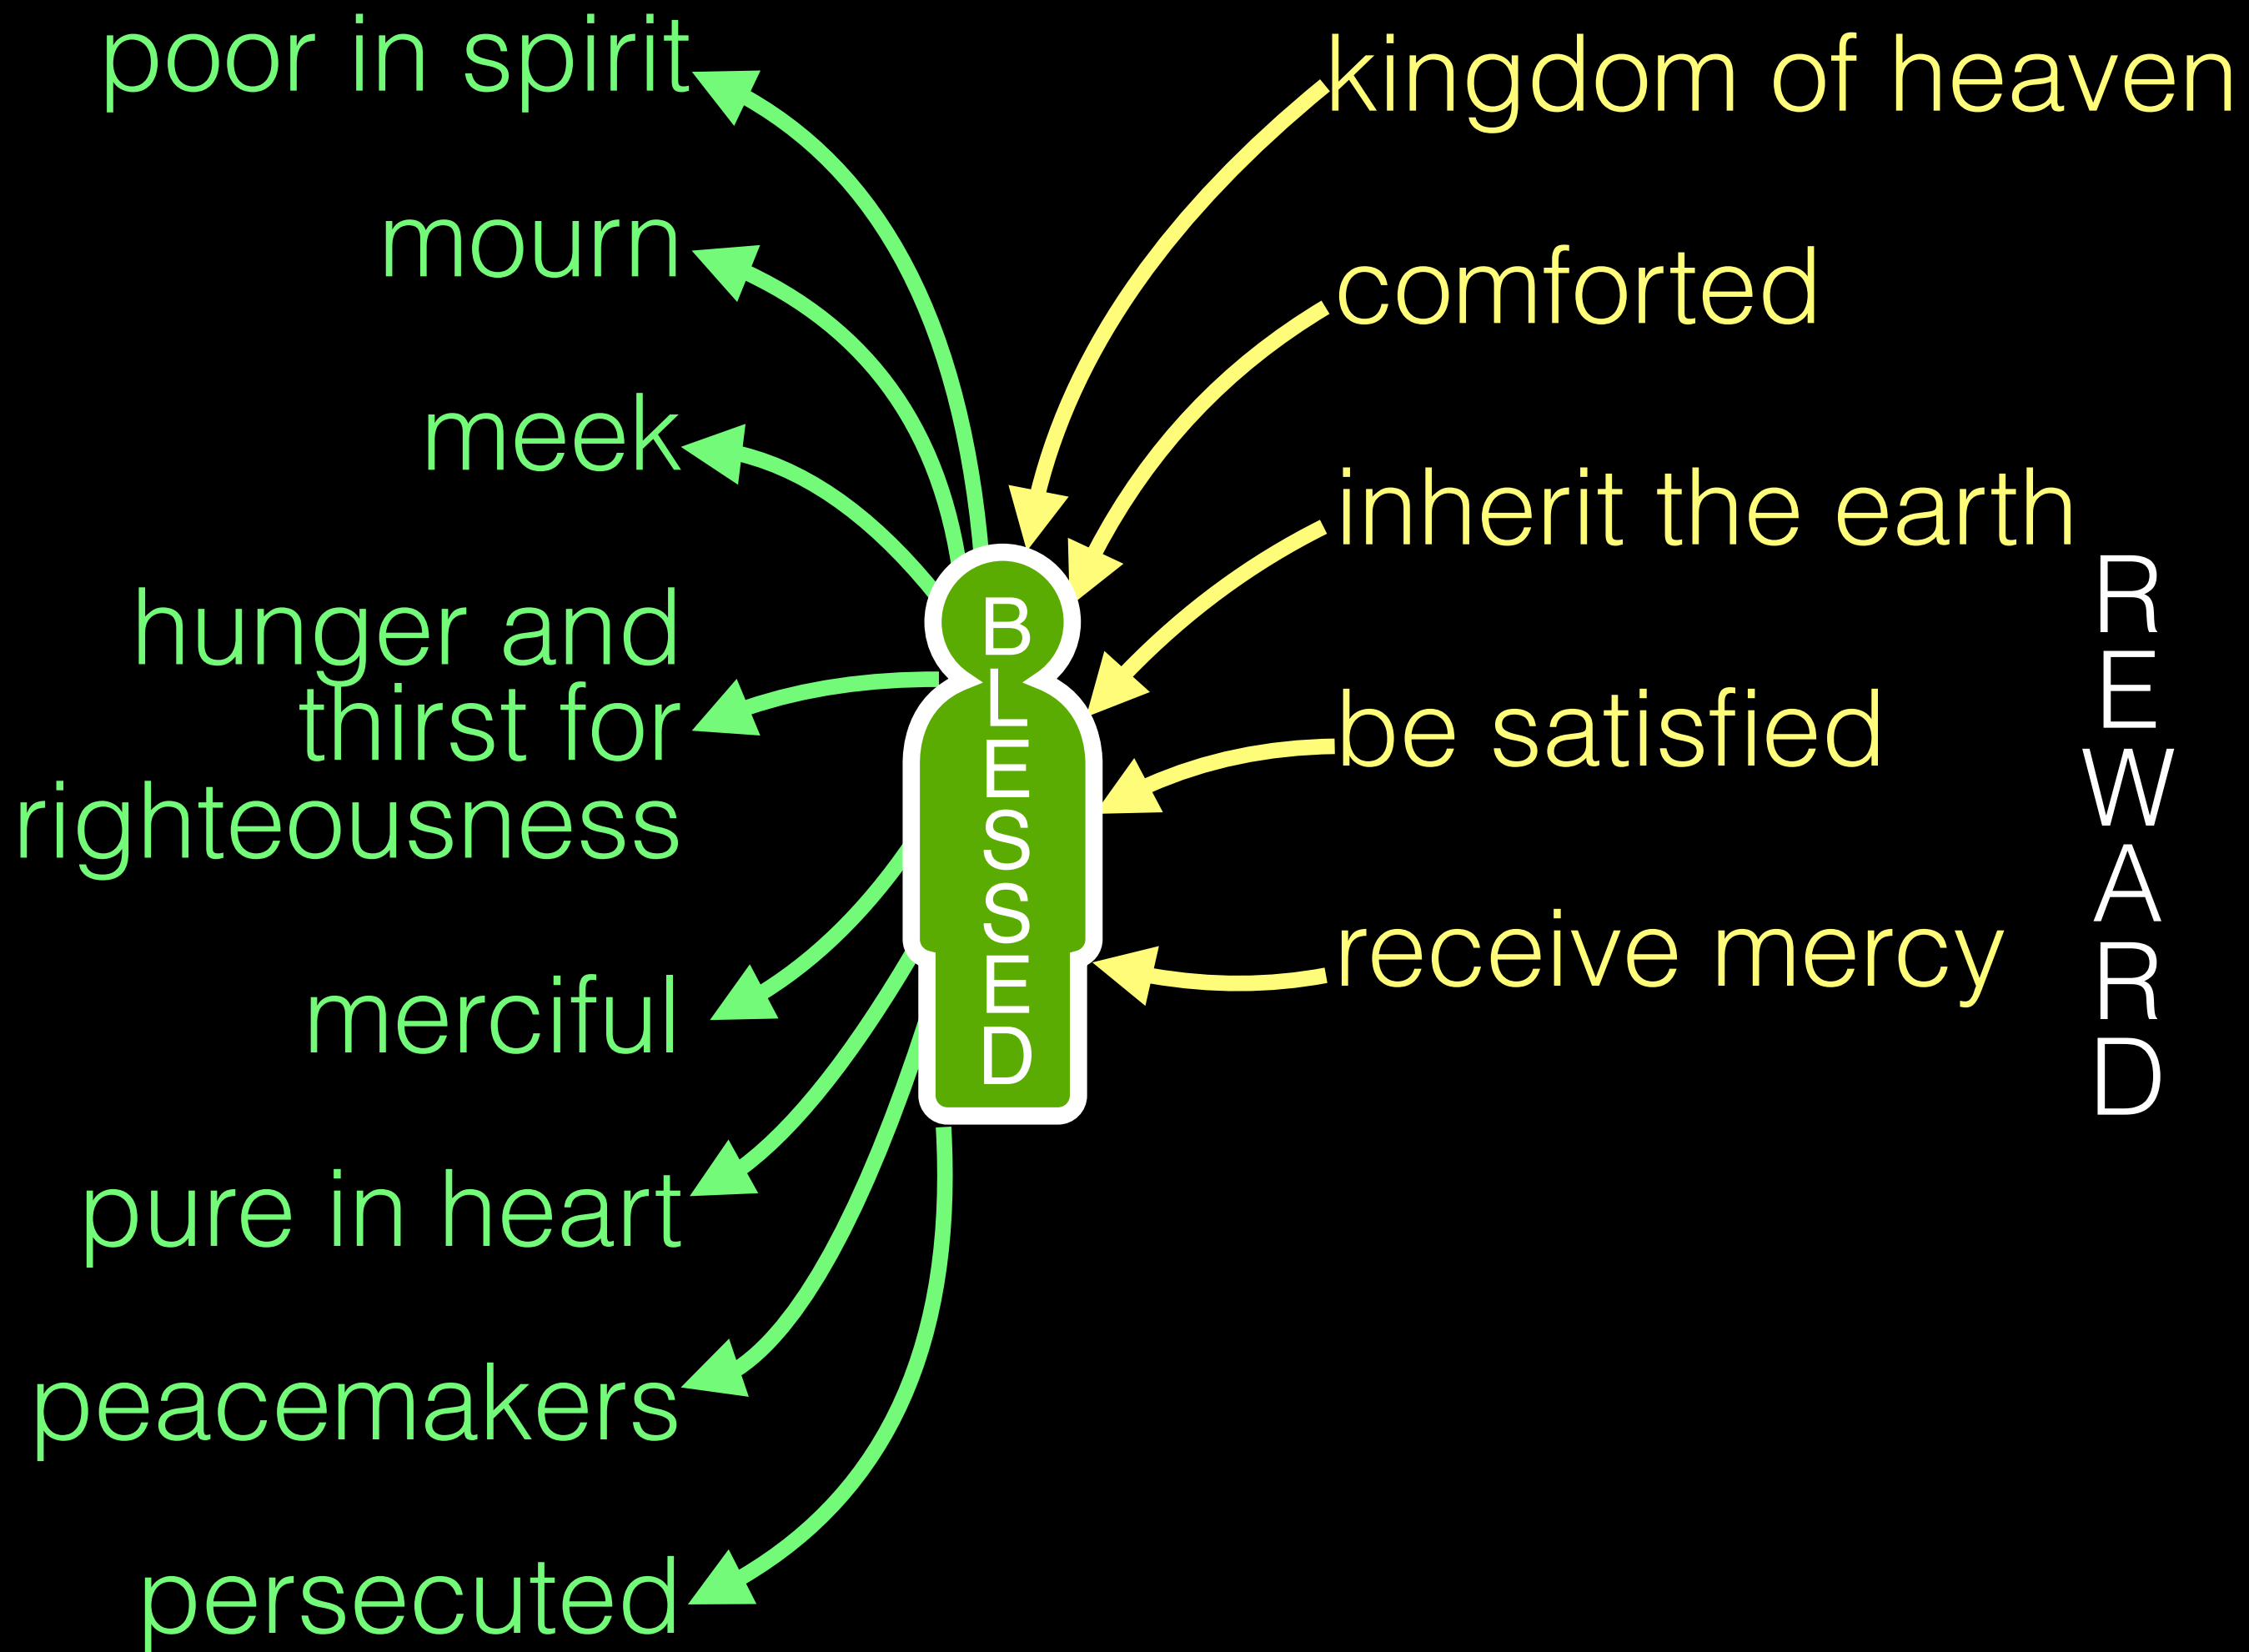 poor in spirit
mourn
meek
hunger and
thirst for
righteousness
merciful
pure in heart
peacemakers
persecuted
BLESSED
kingdom of heaven
comforted
inherit the earth
be satisfied
receive mercy
REWARD